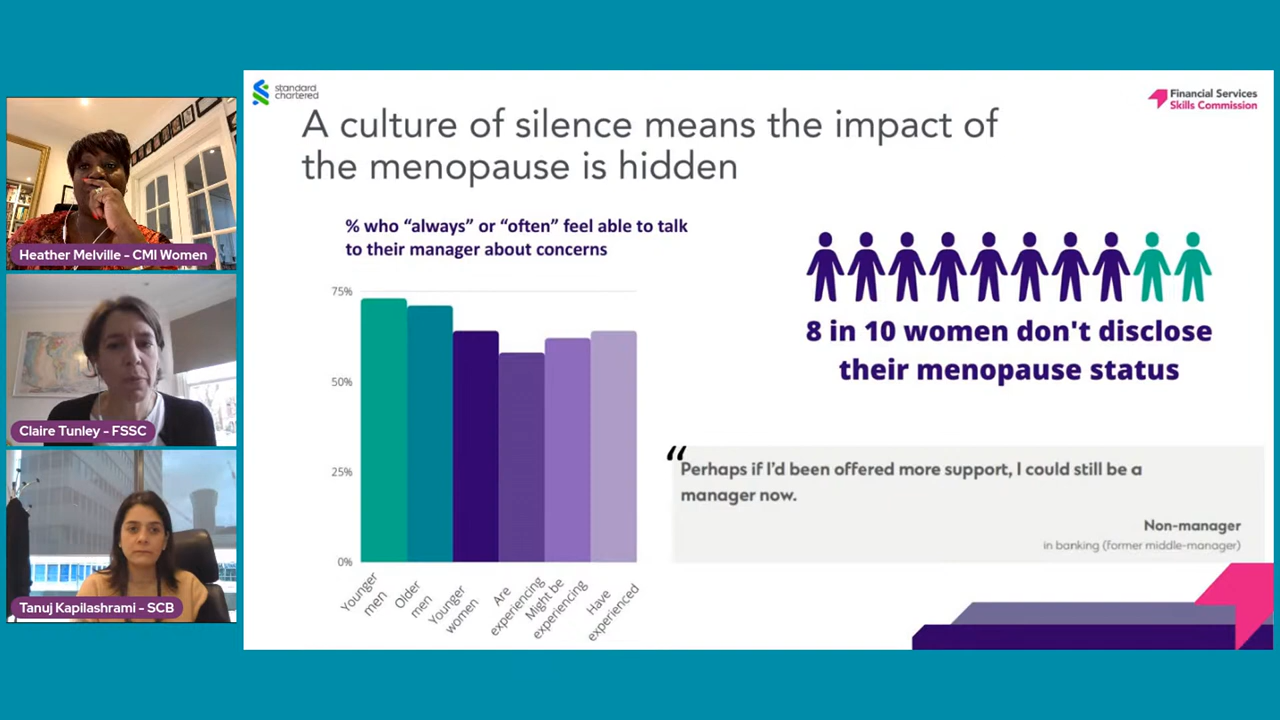 Heather Melville - CMI Women
Claire Tunley - FSSC
Tanuj Kapilashrami - SCB
standard
chartered
Financial Services
Skills Commission
A culture of silence means the impact of
the menopause is hidden
% who “always” or “often” feel able to talk
to their manager about concerns
75%
50%
25%
0%
Younger
men
Older
men
Younger
women
Are
experiencing
Might be
experiencing
Have
experienced
8 in 10 women don't disclose
their menopause status
“
Perhaps if I'd been offered more support, I could still be a
manager now.
Non-manager
in banking (former middle-manager)